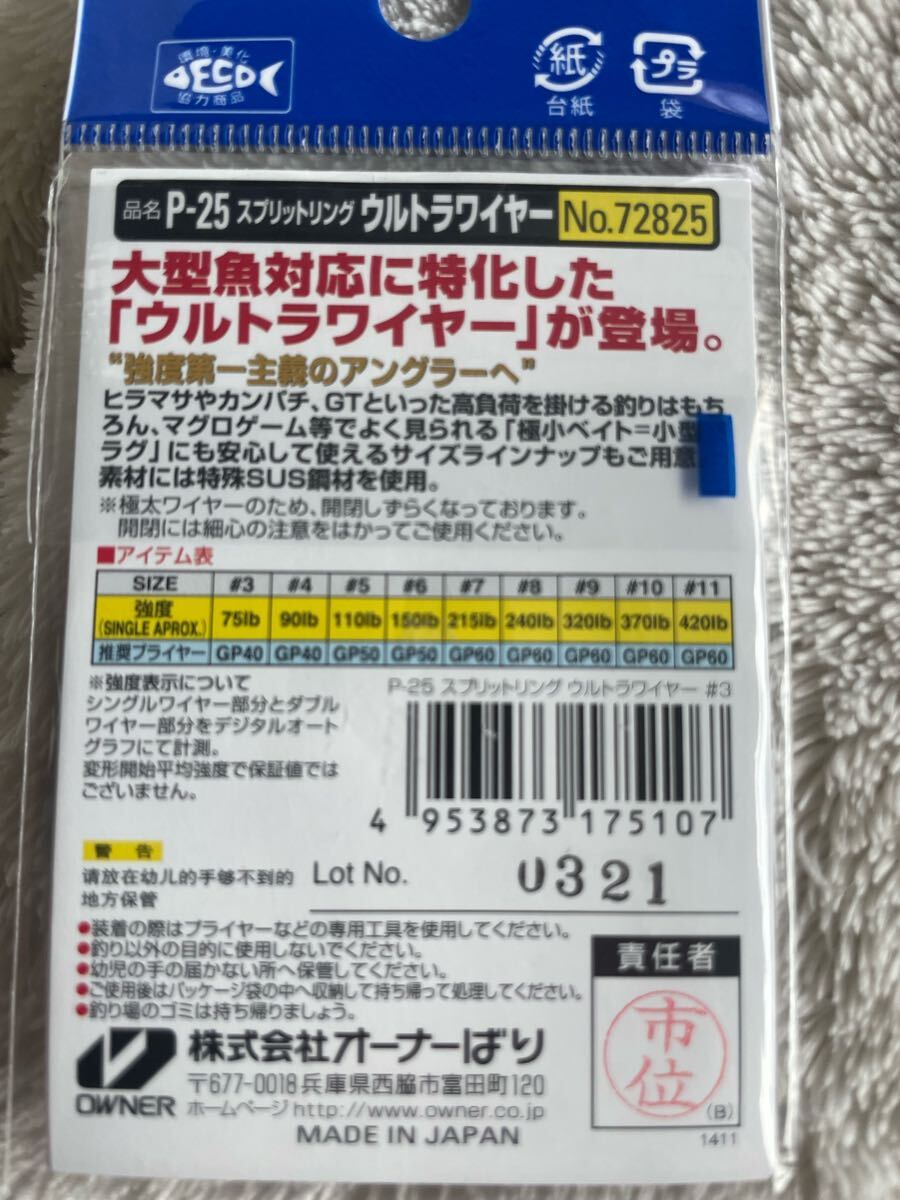 環境・美化
ECO
協力商品
紙
台紙
プラ
袋
品名 P-25 スプリットリング ウルトラワイヤー No.72825
大型魚対応に特化した
「ウルトラワイヤー」が登場。
“強度第一主義のアングラーへ”
ヒラマサやカンパチ、GTといった高負荷を掛ける釣りはもち
ろん、マグロゲーム等でよく見られる「極小ベイト=小型
ラグ」にも安心して使えるサイズラインナップもご用意
素材には特殊SUS鋼材を使用。
※極太ワイヤーのため、開閉しずらくなっております。
開閉には細心の注意をはかってご使用ください。
■アイテム表
SIZE #3 #4 #5 #6 #7 #8 #9 #10 #11
強度
(SINGLE APROX.) 75lb 90lb 110lb 150lb 215lb 240lb 320lb 370lb 420lb
推奨プライヤー GP40 GP40 GP50 GP50 GP60 GP60 GP60 GP60 GP60
※強度表示について
シングルワイヤー部分とダブル
ワイヤー部分をデジタルオート
グラフにて計測。
変形開始平均強度で保証値では
ございません。
P-25 スプリットリング ウルトラワイヤー #3
4 953873 175107
警告
请放在幼儿的手够不到的
地方保管
Lot No. 0321
●装着の際はプライヤーなどの専用工具を使用してください。
●釣り以外の目的に使用しないでください。
●幼児の手の届かない所へ保管してください。
●ご使用後はパッケージ袋の中へ収納して持ち帰って処理してください。
●釣り場のゴミは持ち帰りましょう。
責任者
市位
(B)
1411
OWNER
株式会社オーナーばり
〒677-0018 兵庫県西脇市富田町120
ホームページ http://www.owner.co.jp
MADE IN JAPAN